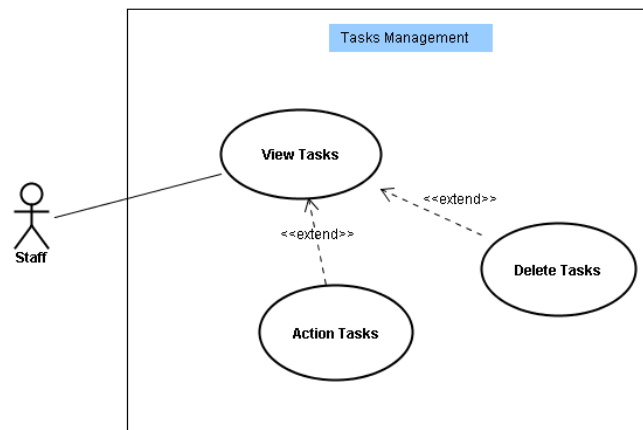 Tasks Management
View Tasks
<<extend>>
<<extend>>
Staff
Delete Tasks
Action Tasks